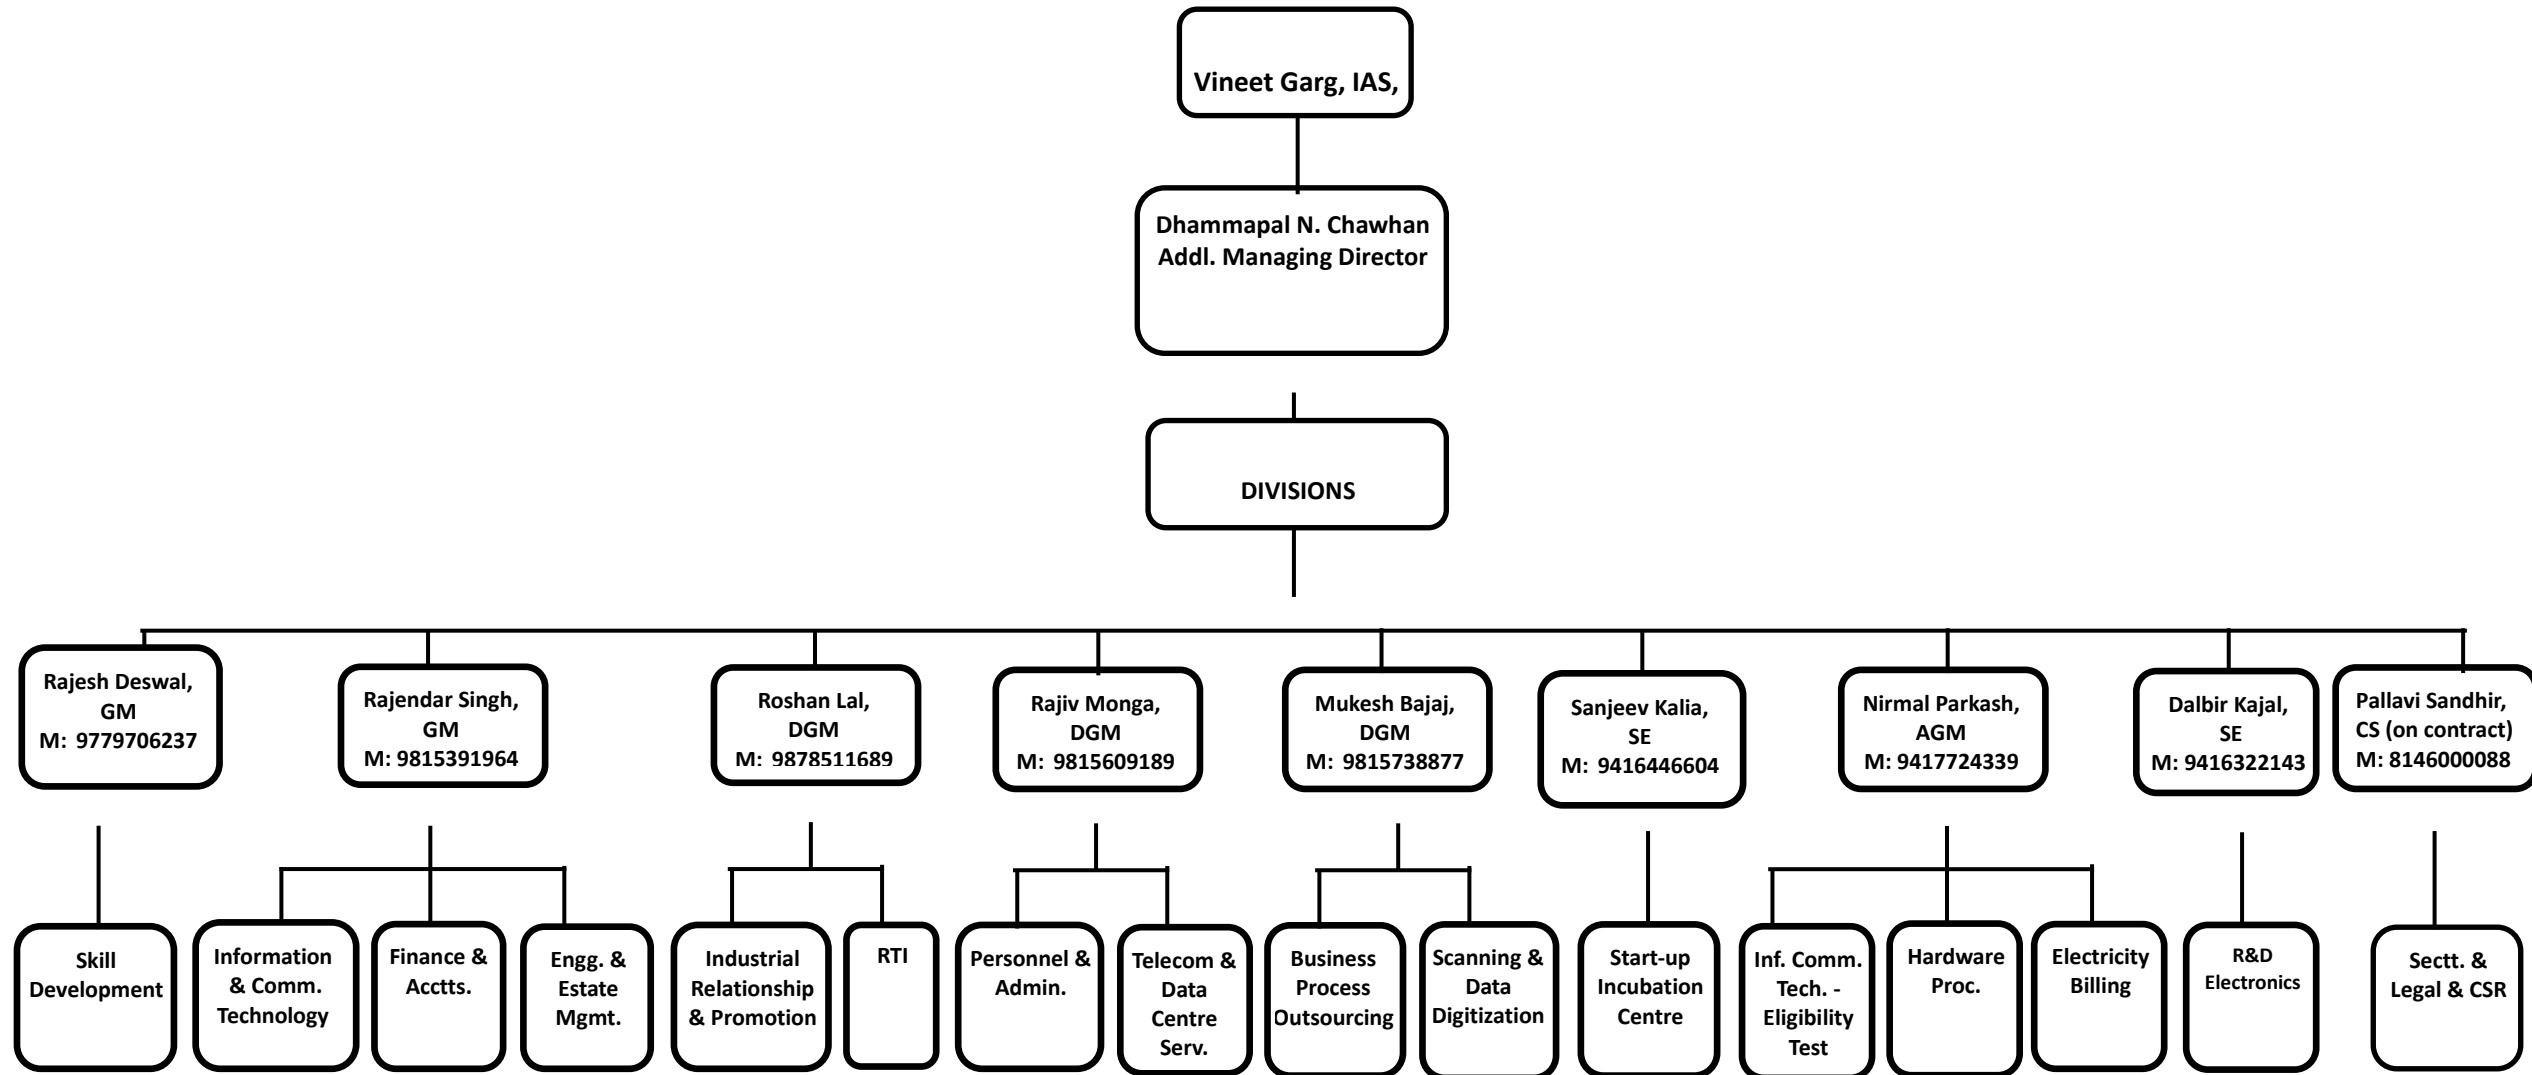 Vineet Garg, IAS,
Dhammapal N. Chawhan
Addl. Managing Director
DIVISIONS
Rajesh Deswal,
GM
M: 9779706237
Rajendar Singh,
GM
M: 9815391964
Roshan Lal,
DGM
M: 9878511689
Rajiv Monga,
DGM
M: 9815609189
Mukesh Bajaj,
DGM
M: 9815738877
Sanjeev Kalia,
SE
M: 9416446604
Nirmal Parkash,
AGM
M: 9417724339
Dalbir Kajal,
SE
M: 9416322143
Pallavi Sandhir,
CS (on contract)
M: 8146000088
Skill
Development
Information
& Comm.
Technology
Finance &
Acctts.
Engg. &
Estate
Mgmt.
Industrial
Relationship
& Promotion
RTI
Personnel &
Admin.
Telecom &
Data
Centre
Serv.
Business
Process
Outsourcing
Scanning &
Data
Digitization
Start-up
Incubation
Centre
Inf. Comm.
Tech. -
Eligibility
Test
Hardware
Proc.
Electricity
Billing
R&D
Electronics
Sectt. &
Legal & CSR